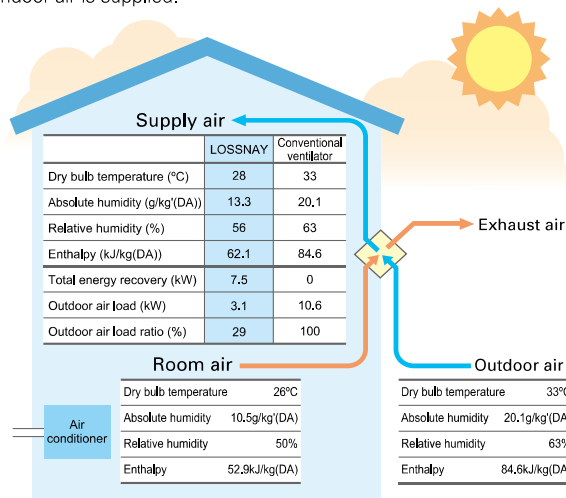 ndoor air is supplied.
Supply air
LOSSNAY Conventional ventilator
Dry bulb temperature (ºC) 28 33
Absolute humidity (g/kg'(DA)) 13.3 20.1
Relative humidity (%) 56 63
Enthalpy (kJ/kg(DA)) 62.1 84.6
Total energy recovery (kW) 7.5 0
Outdoor air load (kW) 3.1 10.6
Outdoor air load ratio (%) 29 100
Exhaust air
Room air
Dry bulb temperature 26ºC
Absolute humidity 10.5g/kg'(DA)
Relative humidity 50%
Enthalpy 52.9kJ/kg(DA)
Air
conditioner
Outdoor air
Dry bulb temperature 33ºC
Absolute humidity 20.1g/kg'(DA
Relative humidity 63%
Enthalpy 84.6kJ/kg(DA